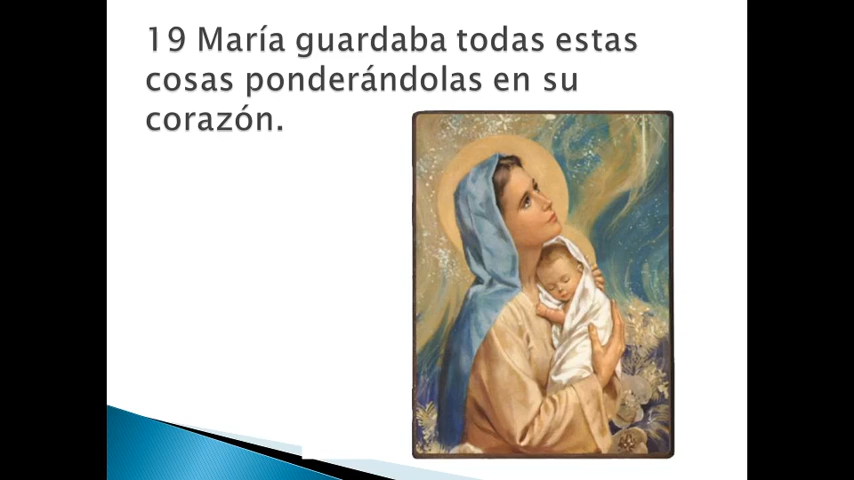 19 María guardaba todas estas
cosas ponderándolas en su
corazón.